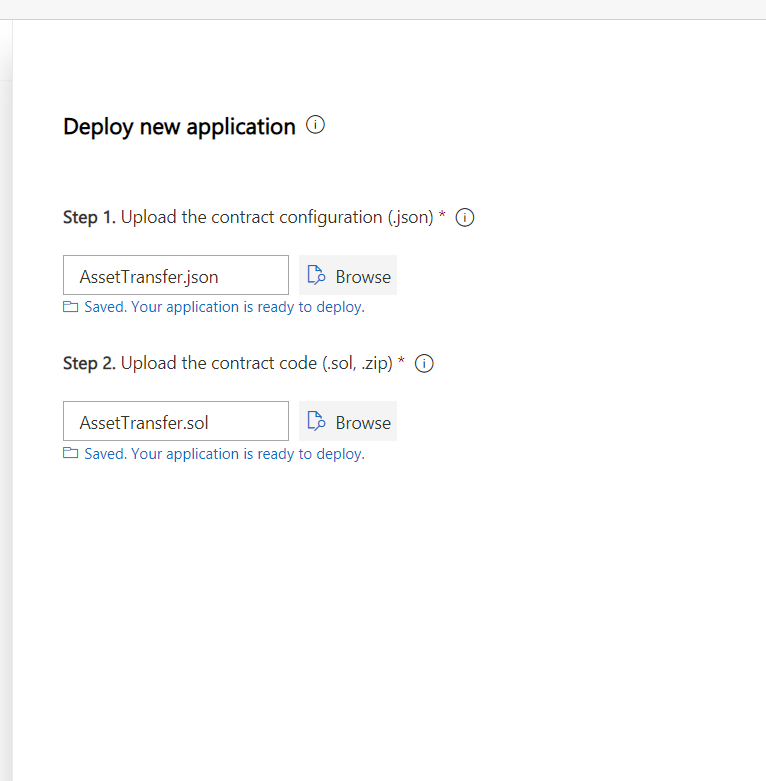 Deploy new application
Step 1. Upload the contract configuration (.json) *
AssetTransfer.json Browse
Saved. Your application is ready to deploy.
Step 2. Upload the contract code (.sol, .zip) *
AssetTransfer.sol Browse
Saved. Your application is ready to deploy.